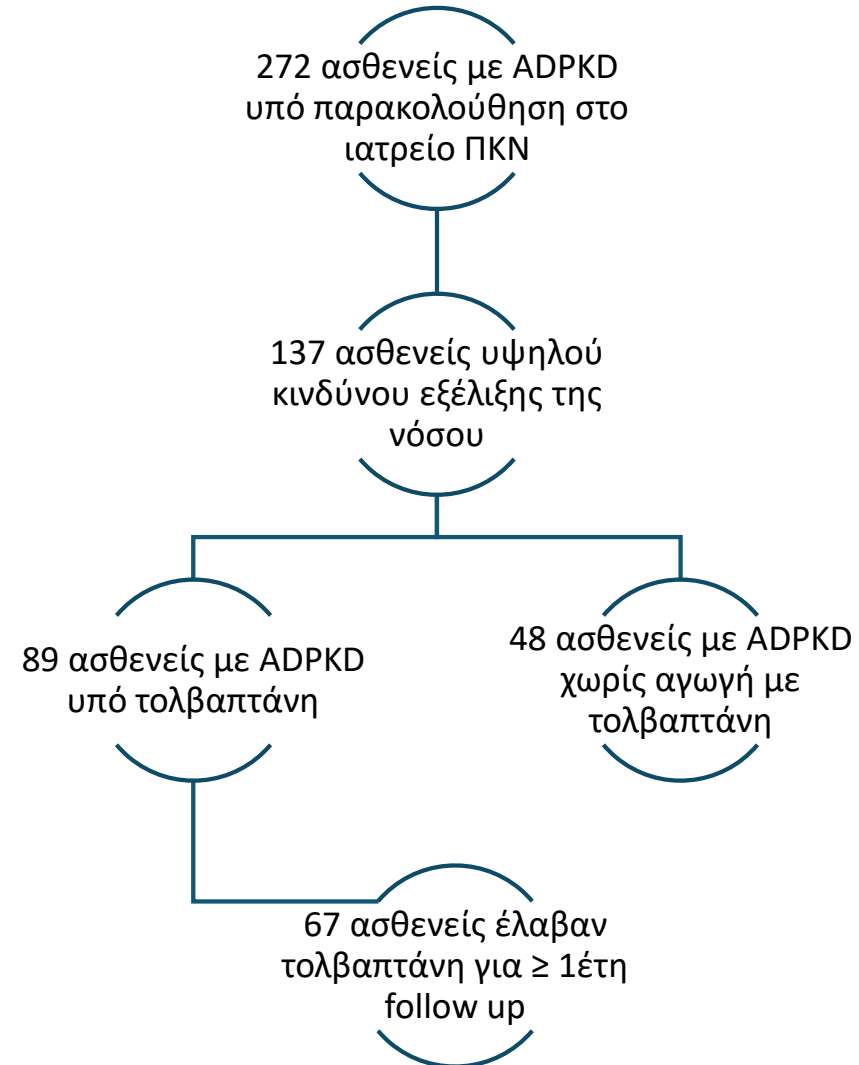 272 ασθενείς με ADPKD
υπό παρακολούθηση στο
ιατρείο ΠΚΝ
137 ασθενείς υψηλού
κινδύνου εξέλιξης της
νόσου
89 ασθενείς με ADPKD
υπό τολβαπτάνη
48 ασθενείς με ADPKD
χωρίς αγωγή με
τολβαπτάνη
67 ασθενείς έλαβαν
τολβαπτάνη για ≥ 1έτη
follow up